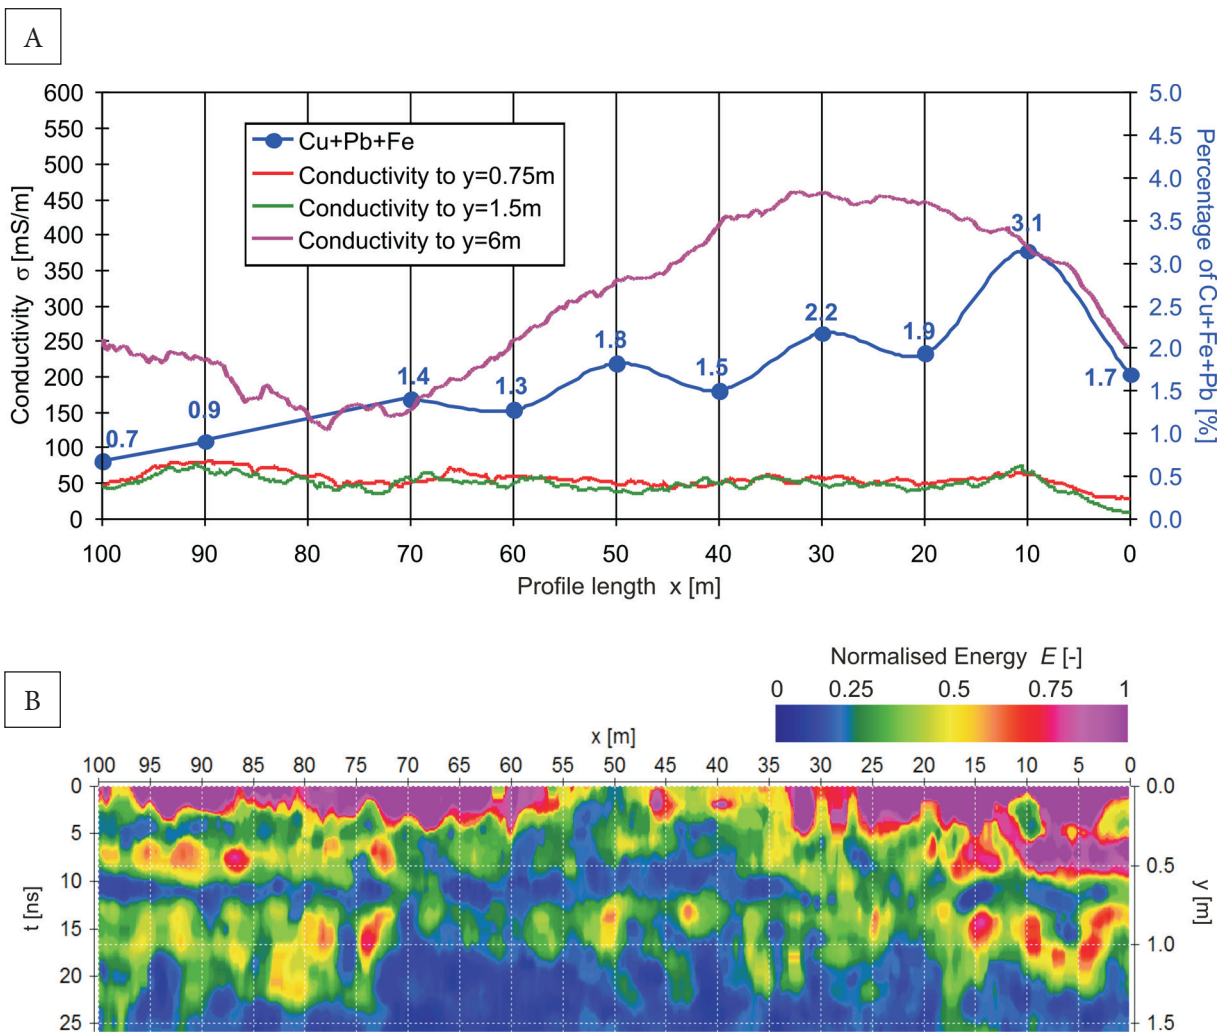 A
600
550
500
450
400
350
300
250
200
150
100
50
0
Conductivity σ [mS/m]
Cu+Pb+Fe
Conductivity to y=0.75m
Conductivity to y=1.5m
Conductivity to y=6m
0.7
0.9
1.4
1.3
1.8
1.5
2.2
1.9
3.1
1.7
5.0
4.5
4.0
3.5
3.0
2.5
2.0
1.5
1.0
0.5
0.0
Percentage of Cu+Fe+Pb [%]
100 90 80 70 60 50 40 30 20 10 0
Profile length x [m]
B
Normalised Energy E [-]
0 0.25 0.5 0.75 1
x [m]
100 95 90 85 80 75 70 65 60 55 50 45 40 35 30 25 20 15 10 5 0
0
5
10
15
20
25
t [ns]
0.0
0.5
1.0
1.5
y [m]